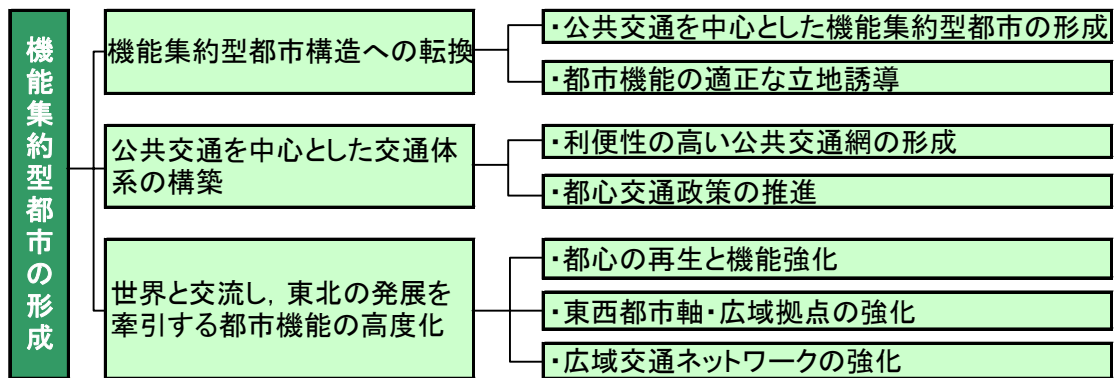 機能集約型都市の形成
機能集約型都市構造への転換
・公共交通を中心とした機能集約型都市の形成
・都市機能の適正な立地誘導
公共交通を中心とした交通体
系の構築
・利便性の高い公共交通網の形成
・都心交通政策の推進
世界と交流し，東北の発展を
牽引する都市機能の高度化
・都心の再生と機能強化
・東西都市軸・広域拠点の強化
・広域交通ネットワークの強化